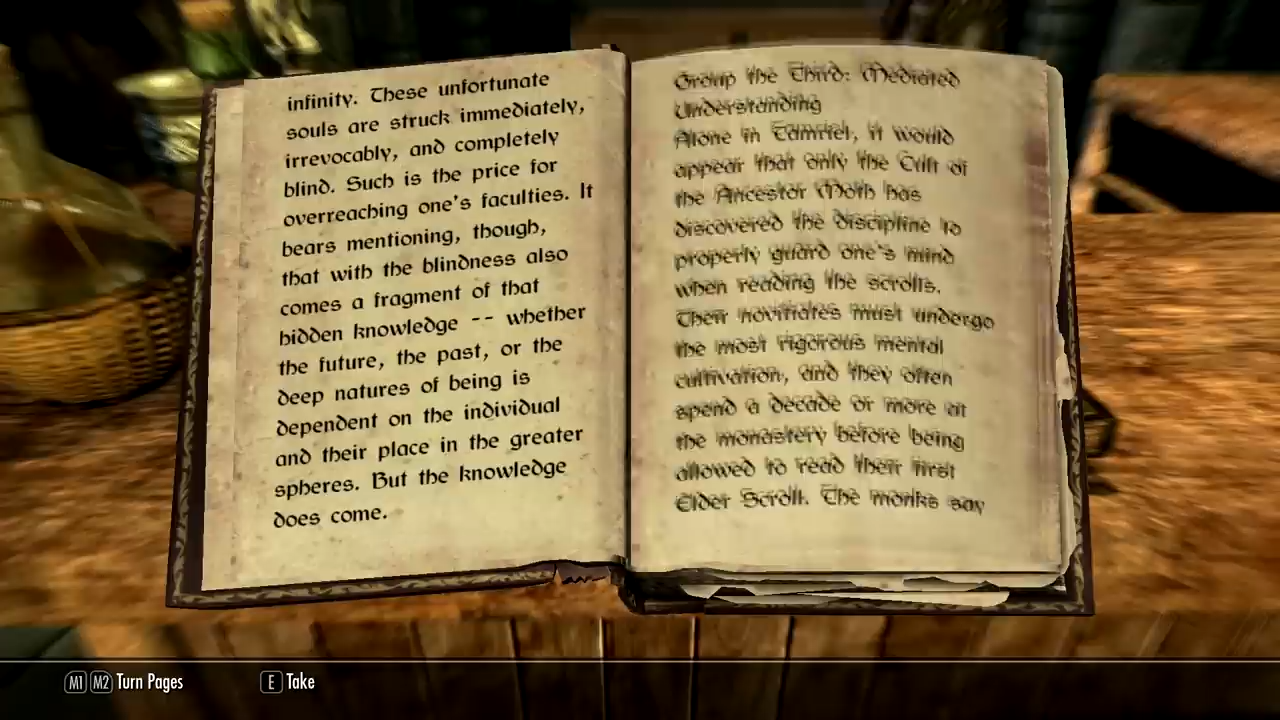 infinity. These unfortunate
souls are struck immediately,
irrevocably, and completely
blind. Such is the price for
overreaching one's faculties. It
bears mentioning, though,
that with the blindness also
comes a fragment of that
hidden knowledge -- whether
the future, the past, or the
deep natures of being is
dependent on the individual
and their place in the greater
spheres. But the knowledge
does come.
Group the Third: Mediated
Understanding
Alone in Tamriel, it would
appear that only the Cult of
the Ancestor Moth has
discovered the discipline to
properly guard one's mind
when reading the scrolls.
Their novitiates must undergo
the most rigorous mental
cultivation, and they often
spend a decade or more at
the monastery before being
allowed to read their first
Elder Scroll. The monks say
M1 M2 Turn Pages
E Take